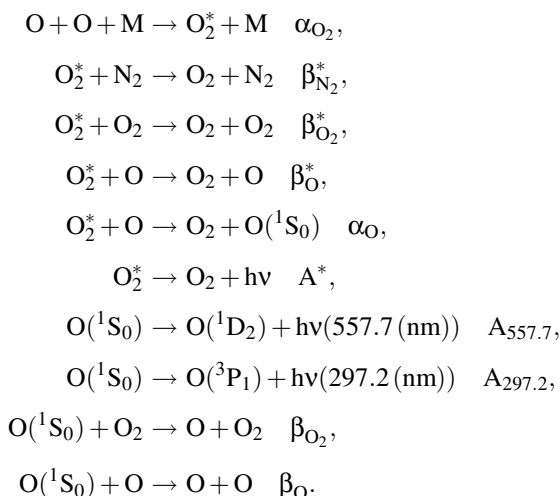 O + O + M → O₂* + M α_O₂,
O₂* + N₂ → O₂ + N₂ β*_N₂,
O₂* + O₂ → O₂ + O₂ β*_O₂,
O₂* + O → O₂ + O β*_O,
O₂* + O → O₂ + O(¹S₀) α_O,
O₂* → O₂ + hν A*,
O(¹S₀) → O(¹D₂) + hν(557.7 (nm)) A₅₅₇.₇,
O(¹S₀) → O(³P₁) + hν(297.2 (nm)) A₂₉₇.₂,
O(¹S₀) + O₂ → O + O₂ β_O₂,
O(¹S₀) + O → O + O β_O.